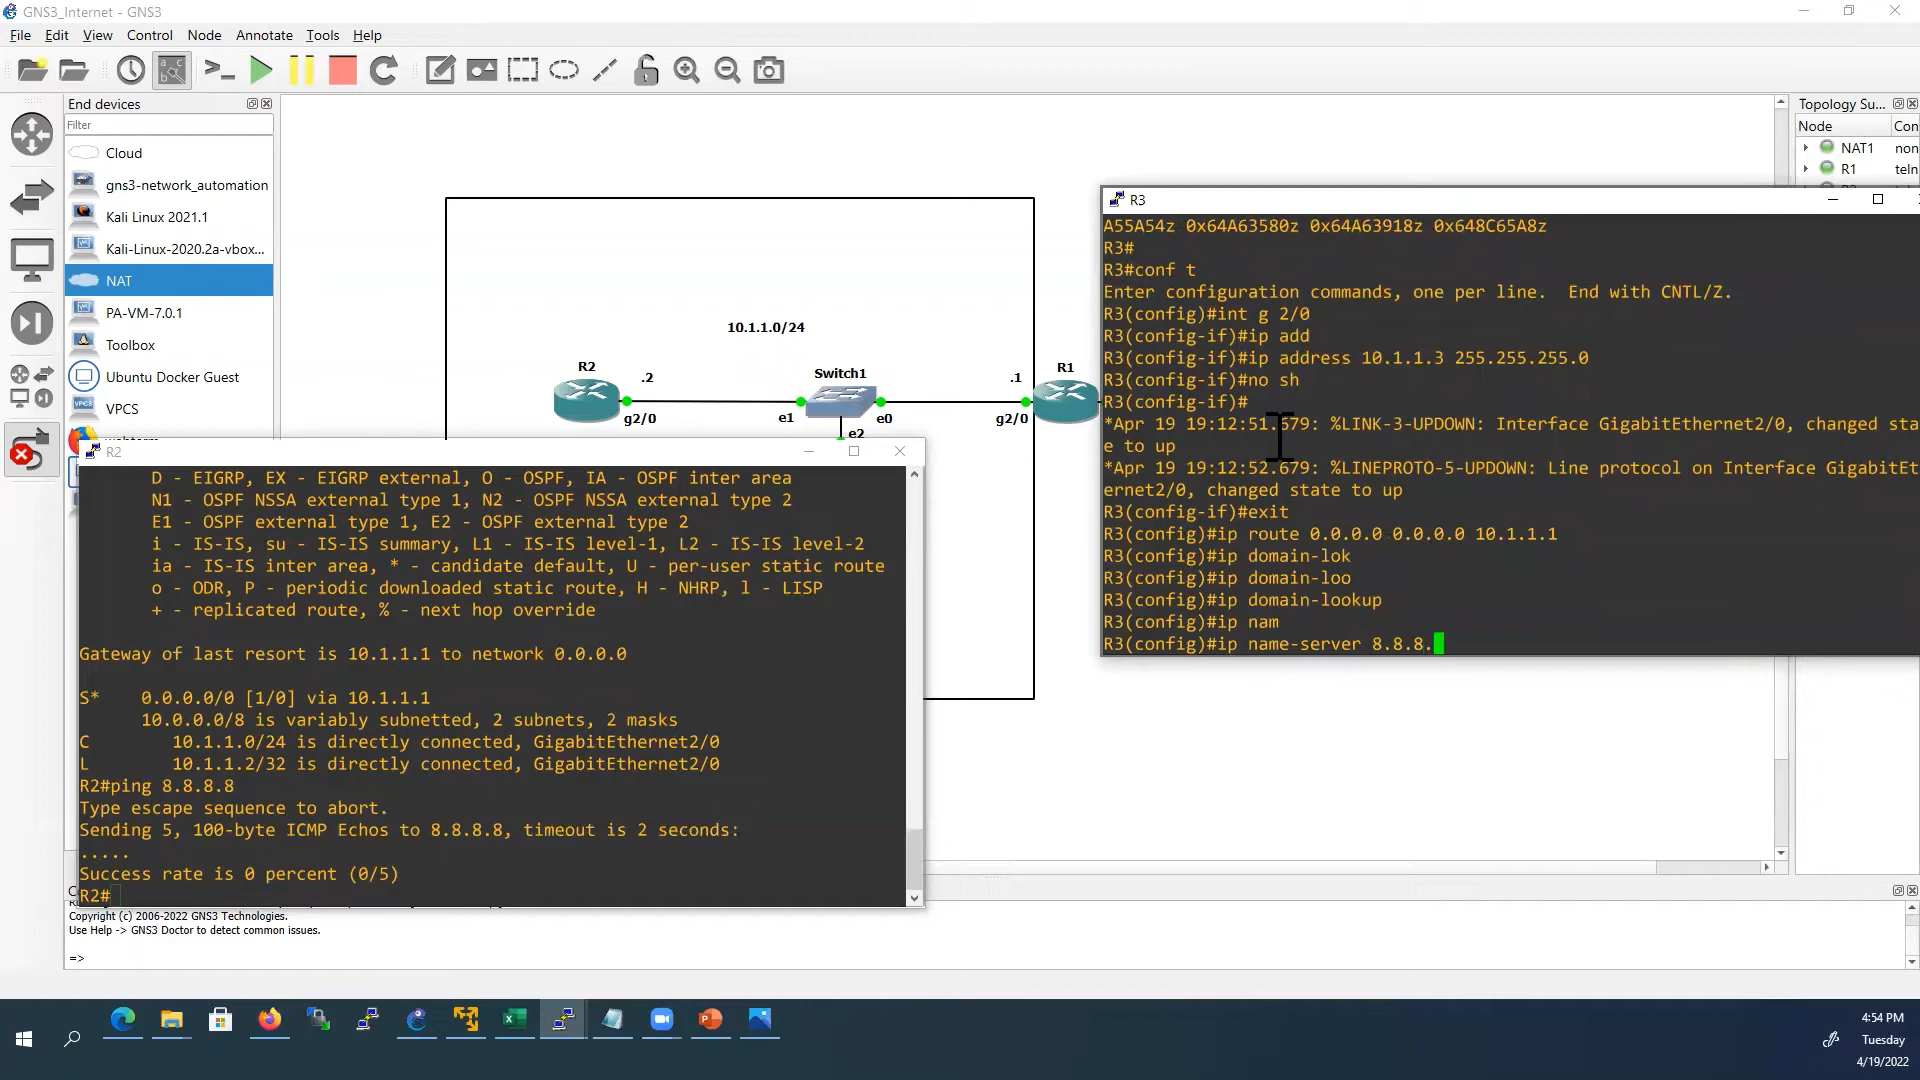 GNS3_Internet - GNS3
File Edit View Control Node Annotate Tools Help
End devices
Filter
Cloud
gns3-network_automation
Kali Linux 2021.1
Kali-Linux-2020.2a-vbox...
NAT
PA-VM-7.0.1
Toolbox
Ubuntu Docker Guest
VPCS
10.1.1.0/24
R2
.2
g2/0
Switch1
e1
e0
e2
.1
g2/0
R1
Topology Su...
Node Con
NAT1 non
R1 teln
R3
A55A54z 0x64A63580z 0x64A63918z 0x648C65A8z
R3#
R3#conf t
Enter configuration commands, one per line.  End with CNTL/Z.
R3(config)#int g 2/0
R3(config-if)#ip add
R3(config-if)#ip address 10.1.1.3 255.255.255.0
R3(config-if)#no sh
R3(config-if)#
*Apr 19 19:12:51.679: %LINK-3-UPDOWN: Interface GigabitEthernet2/0, changed sta
e to up
*Apr 19 19:12:52.679: %LINEPROTO-5-UPDOWN: Line protocol on Interface GigabitEt
ernet2/0, changed state to up
R3(config-if)#exit
R3(config)#ip route 0.0.0.0 0.0.0.0 10.1.1.1
R3(config)#ip domain-lok
R3(config)#ip domain-loo
R3(config)#ip domain-lookup
R3(config)#ip nam
R3(config)#ip name-server 8.8.8.
R2
D - EIGRP, EX - EIGRP external, O - OSPF, IA - OSPF inter area
N1 - OSPF NSSA external type 1, N2 - OSPF NSSA external type 2
E1 - OSPF external type 1, E2 - OSPF external type 2
i - IS-IS, su - IS-IS summary, L1 - IS-IS level-1, L2 - IS-IS level-2
ia - IS-IS inter area, * - candidate default, U - per-user static route
o - ODR, P - periodic downloaded static route, H - NHRP, l - LISP
+ - replicated route, % - next hop override
Gateway of last resort is 10.1.1.1 to network 0.0.0.0
S*    0.0.0.0/0 [1/0] via 10.1.1.1
10.0.0.0/8 is variably subnetted, 2 subnets, 2 masks
C        10.1.1.0/24 is directly connected, GigabitEthernet2/0
L        10.1.1.2/32 is directly connected, GigabitEthernet2/0
R2#ping 8.8.8.8
Type escape sequence to abort.
Sending 5, 100-byte ICMP Echos to 8.8.8.8, timeout is 2 seconds:
.....
Success rate is 0 percent (0/5)
R2#
Copyright (c) 2006-2022 GNS3 Technologies.
Use Help -> GNS3 Doctor to detect common issues.
=>
4:54 PM
Tuesday
4/19/2022